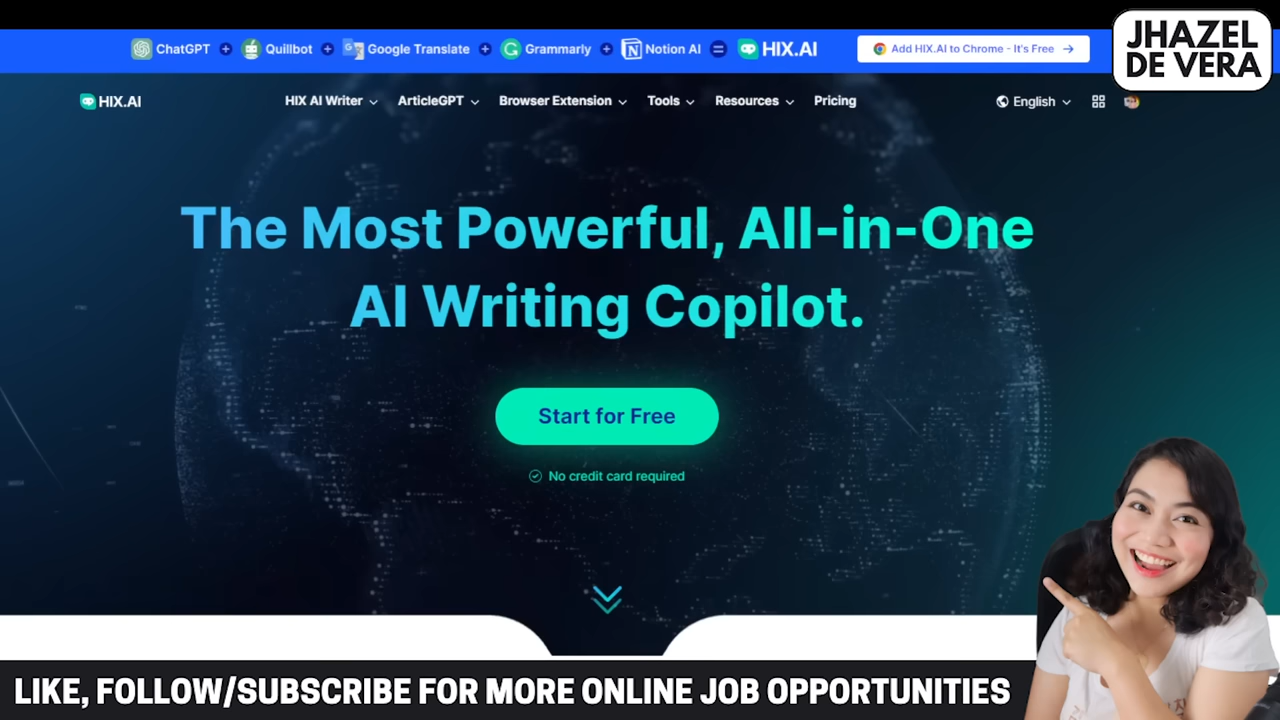 ChatGPT + Quillbot + Google Translate + Grammarly + Notion AI = HIX.AI
Add HIX.AI to Chrome - It's Free →
JHAZEL
DE VERA
HIX.AI
HIX AI Writer
ArticleGPT
Browser Extension
Tools
Resources
Pricing
English
The Most Powerful, All-in-One
AI Writing Copilot.
Start for Free
No credit card required
LIKE, FOLLOW/SUBSCRIBE FOR MORE ONLINE JOB OPPORTUNITIES